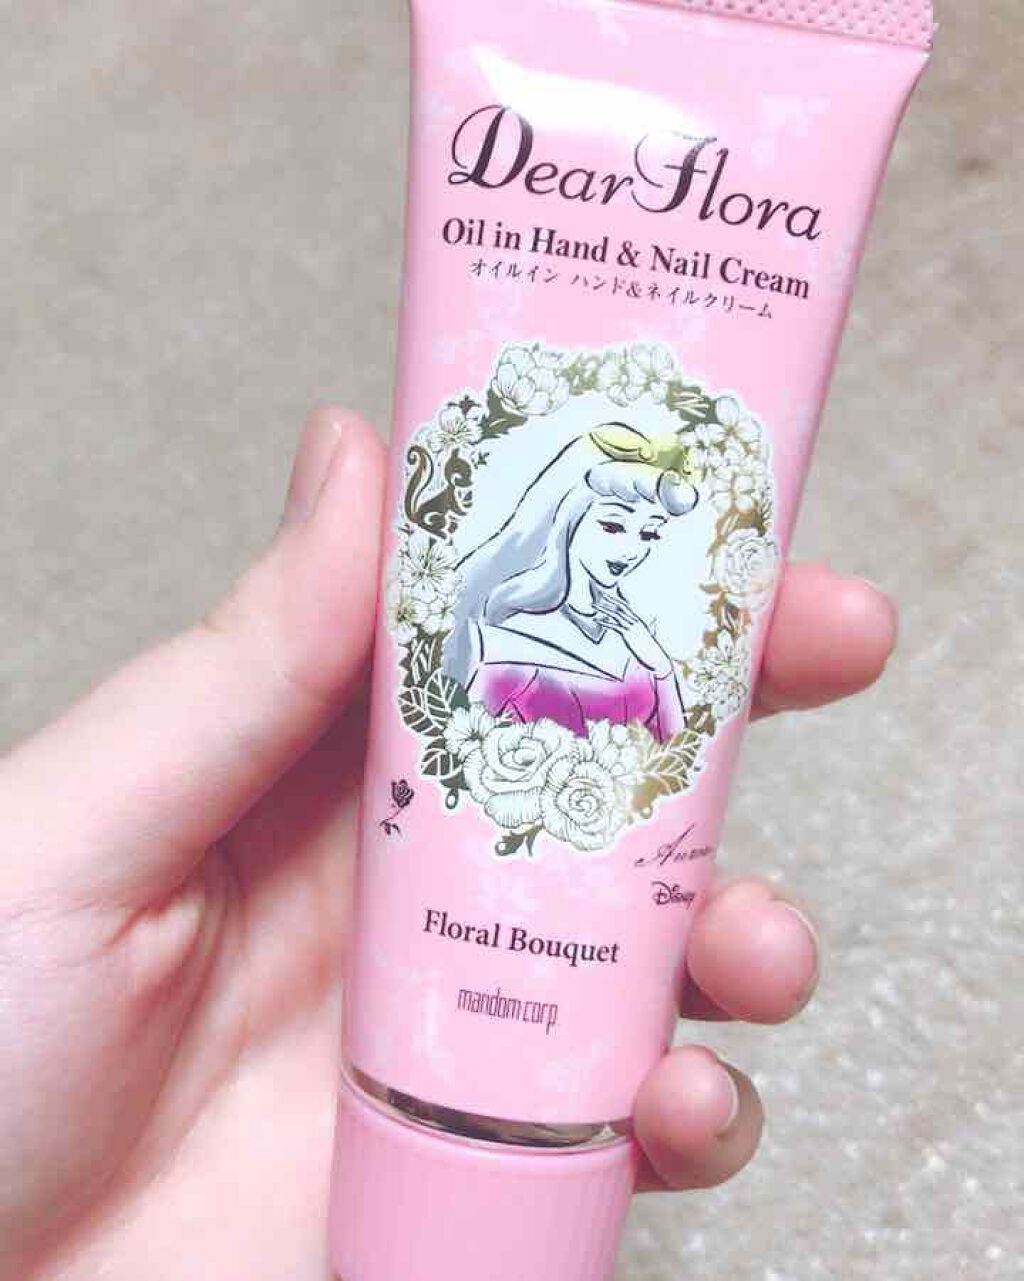 Dear Flora
Oil in Hand & Nail Cream
オイルイン ハンド&ネイルクリーム
Disney
Floral Bouquet
mandom corp.